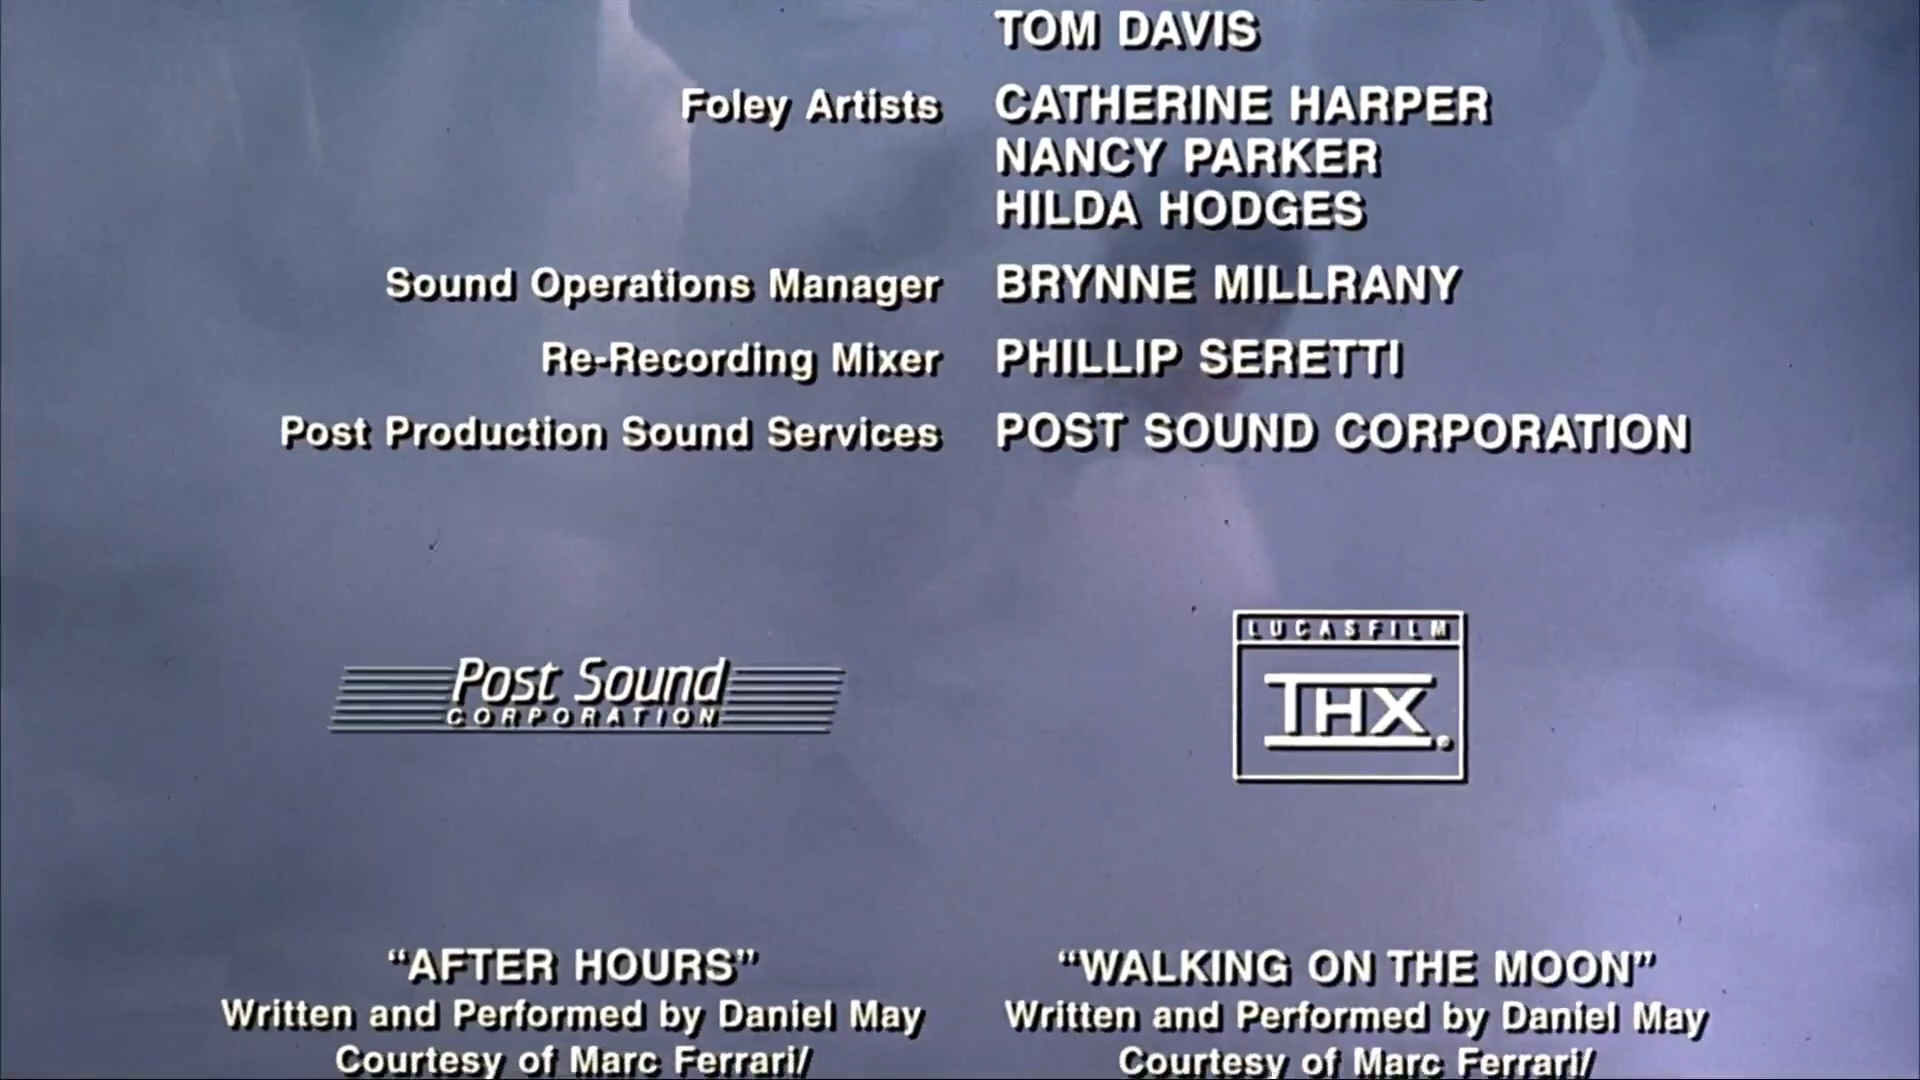 TOM DAVIS
Foley Artists CATHERINE HARPER
NANCY PARKER
HILDA HODGES
Sound Operations Manager BRYNNE MILLRANY
Re-Recording Mixer PHILLIP SERETTI
Post Production Sound Services POST SOUND CORPORATION
Post Sound
CORPORATION
LUCASFILM
THX
“AFTER HOURS”
Written and Performed by Daniel May
Courtesy of Marc Ferrari/
“WALKING ON THE MOON”
Written and Performed by Daniel May
Courtesy of Marc Ferrari/